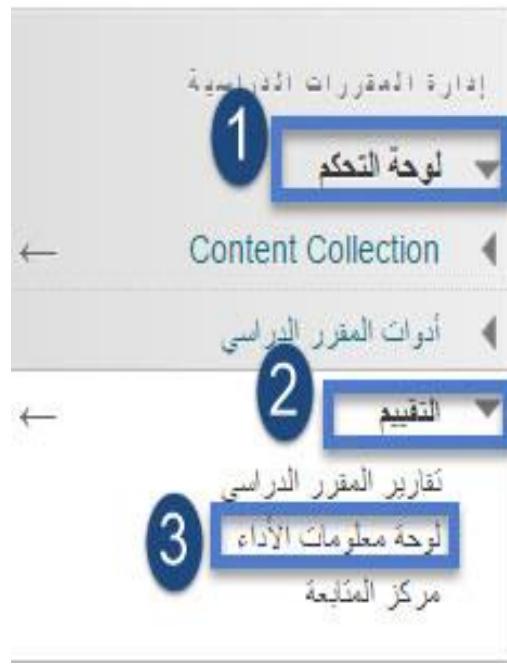 إدارة المقررات الدراسية
1
لوحة التحكم
Content Collection
أدوات المقرر الدراسي
2
التقييم
تقارير المقرر الدراسي
لوحة معلومات الأداء
3
مركز المتابعة